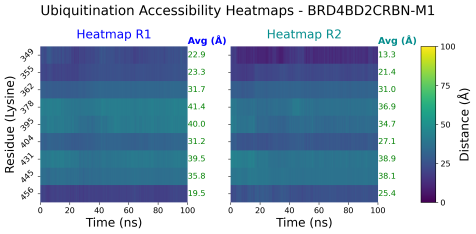 Ubiquitination Accessibility Heatmaps - BRD4BD2CRBN-M1
Heatmap R1
Avg (Å)
Heatmap R2
Avg (Å)
349 22.9 13.3
355 23.3 21.4
362 31.7 31.0
378 41.4 36.9
395 40.0 34.7
404 31.2 27.1
431 39.5 38.9
445 35.8 38.1
456 19.5 25.4
Residue (Lysine)
0 20 40 60 80 100
Time (ns)
0 20 40 60 80 100
Time (ns)
100
80
60
40
20
0
Distance (Å)